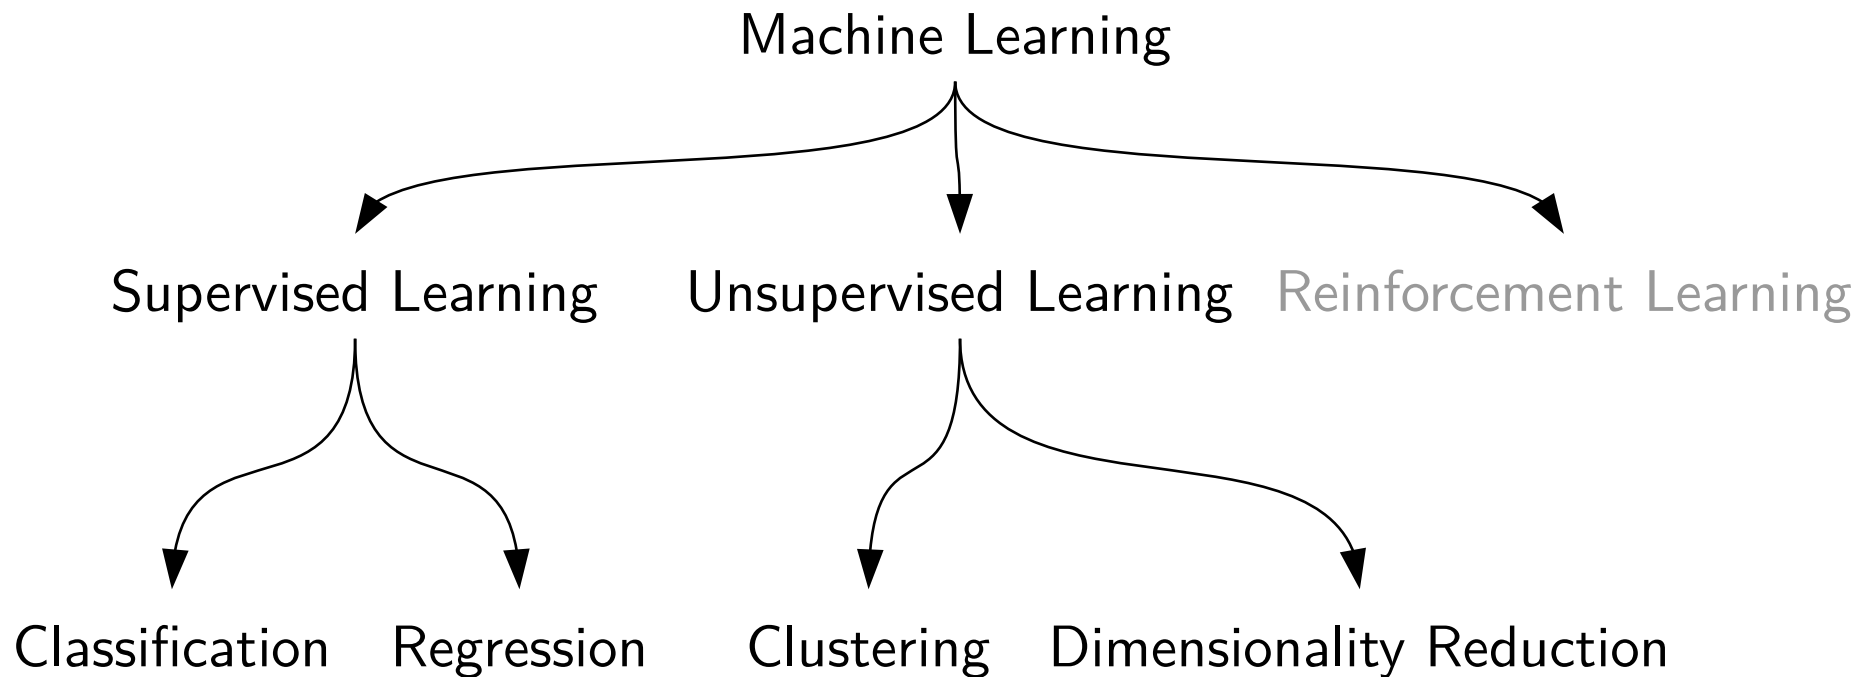 Machine Learning
Supervised Learning
Unsupervised Learning
Reinforcement Learning
Classification
Regression
Clustering
Dimensionality Reduction